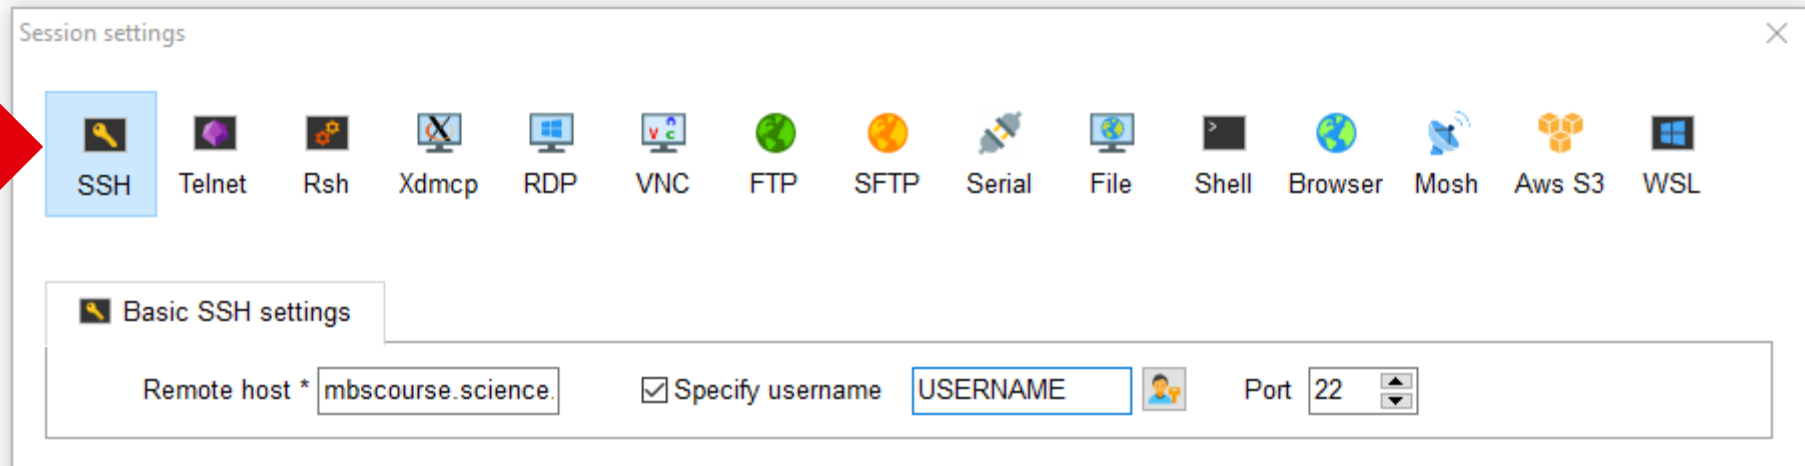 Session settings
SSH Telnet Rsh Xdmcp RDP VNC FTP SFTP Serial File Shell Browser Mosh Aws S3 WSL
Basic SSH settings
Remote host * mbscourse.science. Specify username USERNAME Port 22